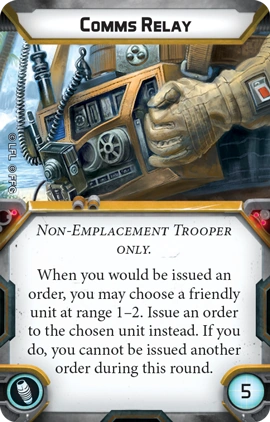 Comms Relay
© LFL © FFG
Non-Emplacement Trooper
only.
When you would be issued an
order, you may choose a friendly
unit at range 1–2. Issue an order
to the chosen unit instead. If you
do, you cannot be issued another
order during this round.
5